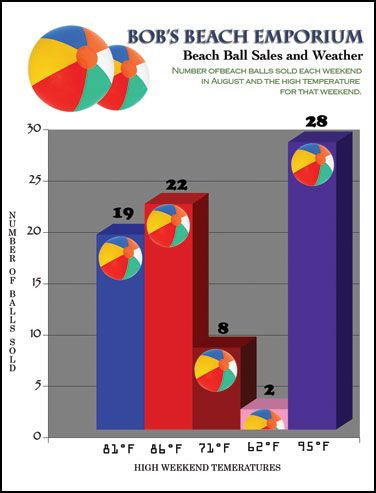 BOB'S BEACH EMPORIUM
Beach Ball Sales and Weather
NUMBER OFBEACH BALLS SOLD EACH WEEKEND
IN AUGUST AND THE HIGH TEMPERATURE
FOR THAT WEEKEND.
30
25
20
15
10
5
0
NUMBER OF BALLS SOLD
19
22
8
2
28
81°F 86°F 71°F 62°F 95°F
HIGH WEEKEND TEMERATURES